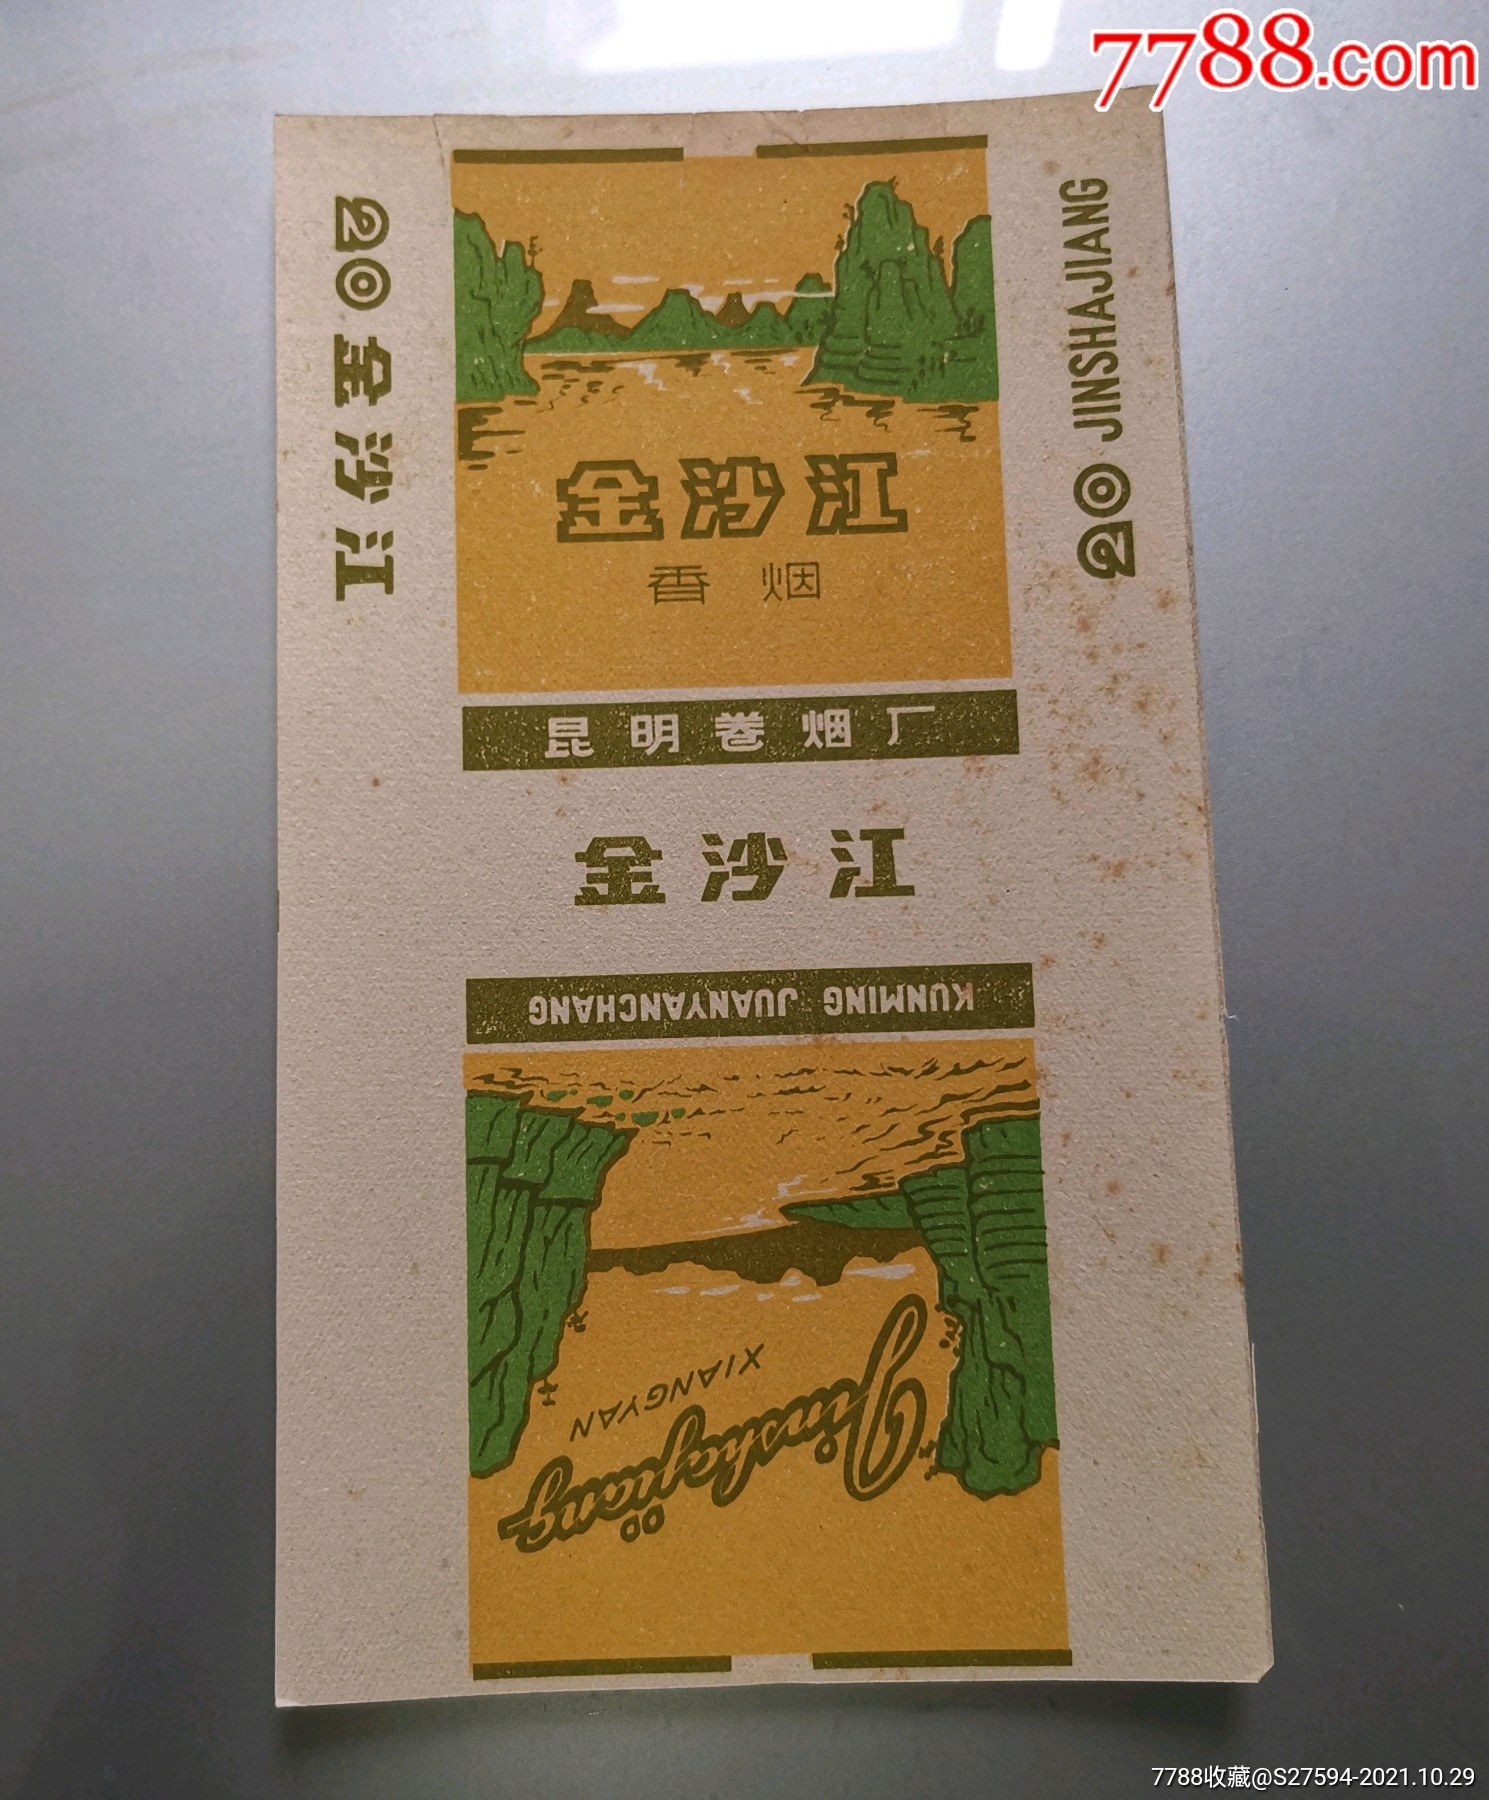 7788.com
20 金沙江
20 JINSHAJIANG
金沙江
香烟
昆明卷烟厂
金沙江
KUNMING JUANYANCHANG
Jinshajiang
XIANGYAN
7788收藏@S27594-2021.10.29